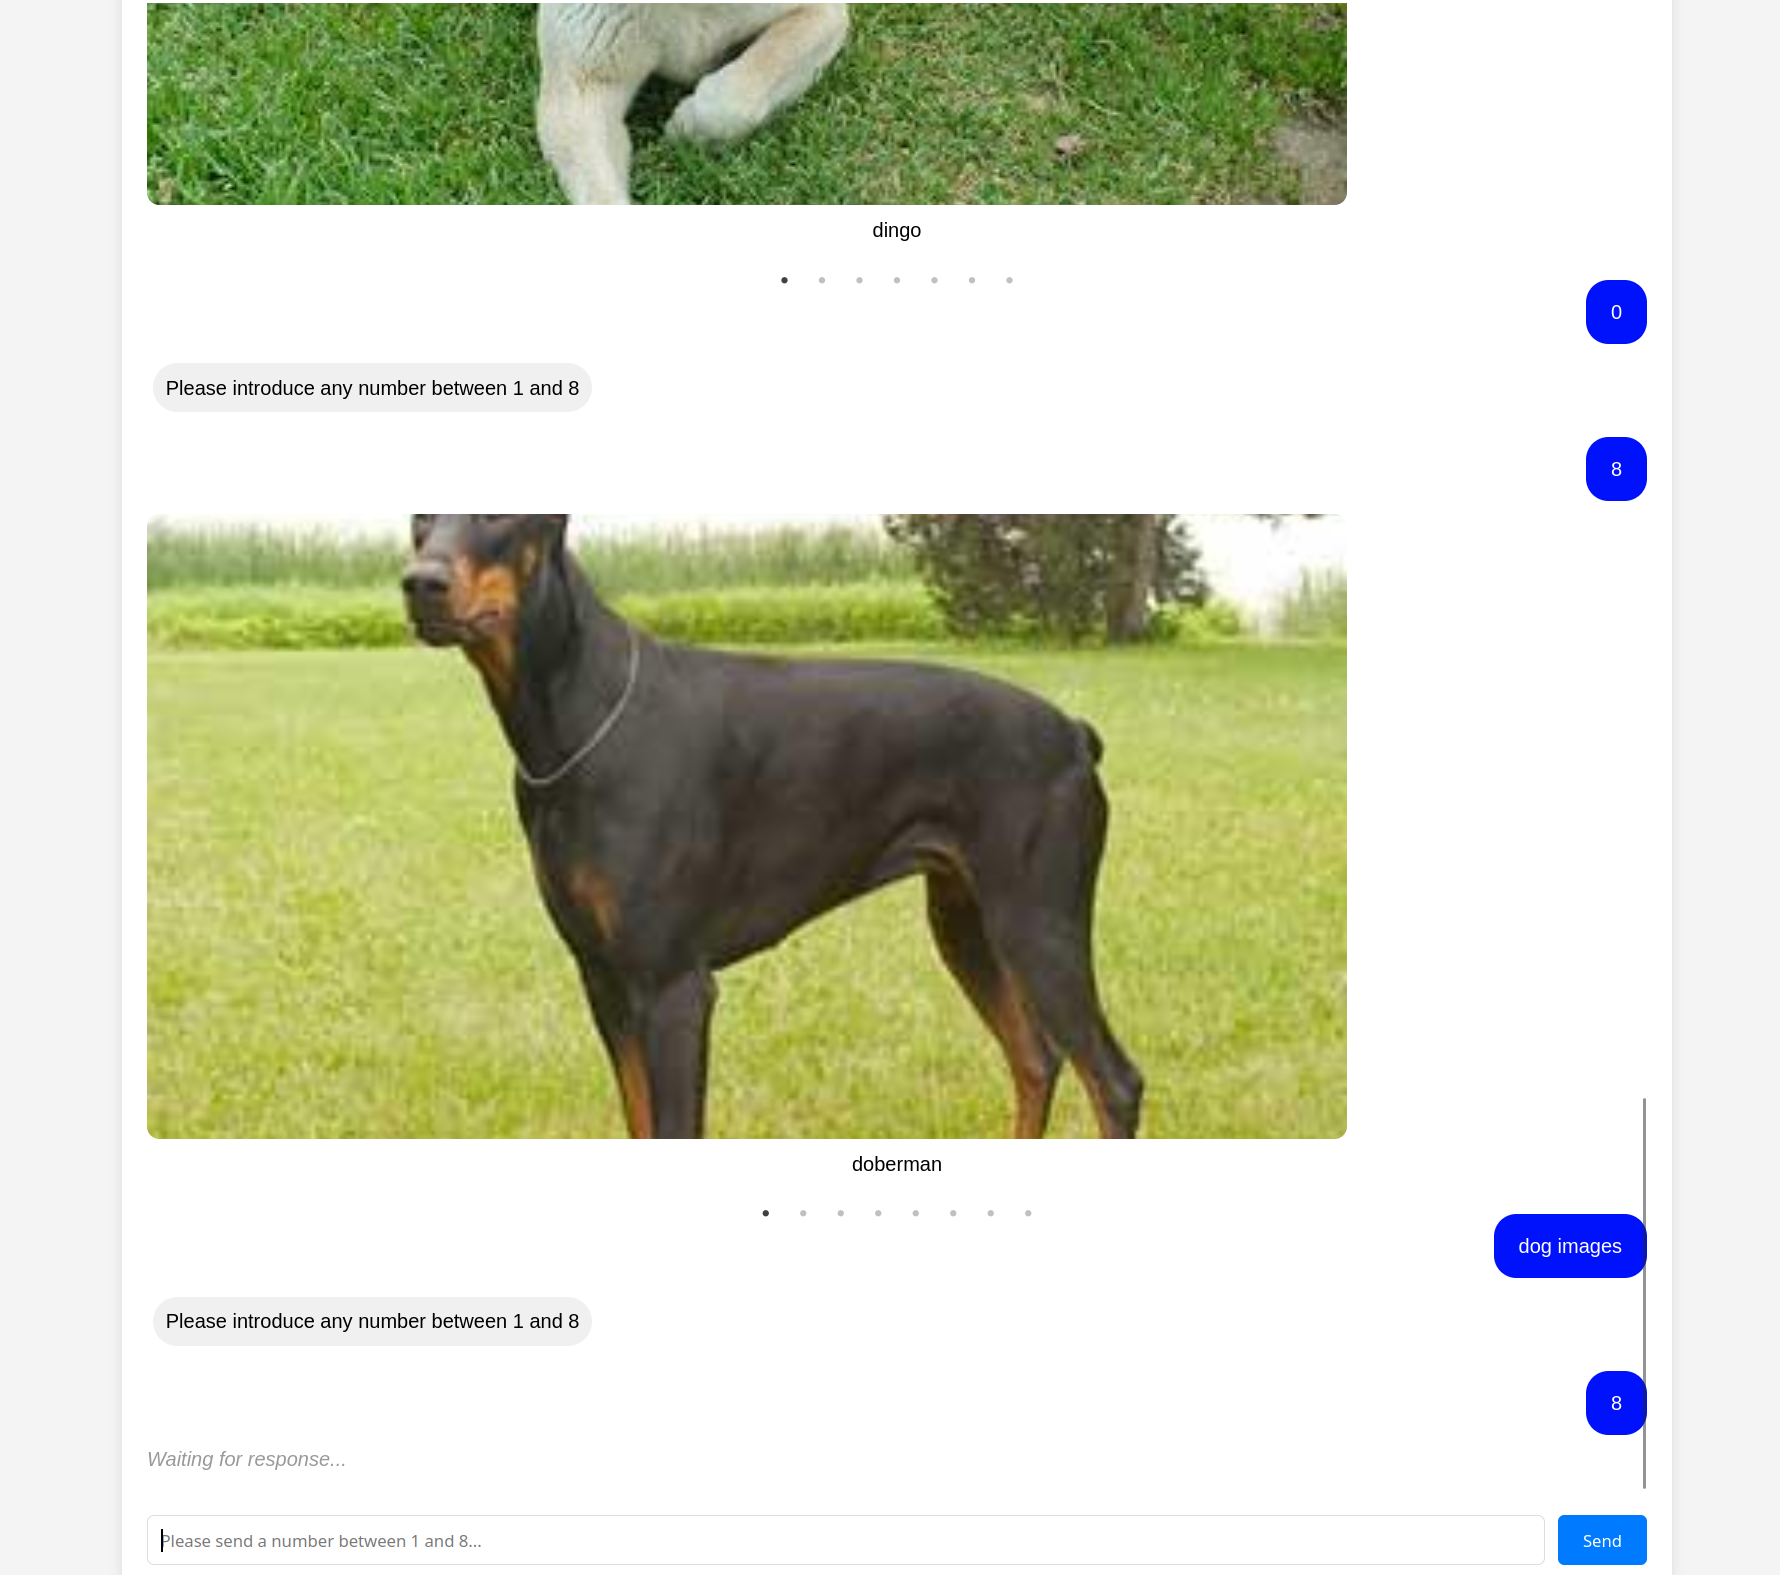 dingo
0
Please introduce any number between 1 and 8
8
doberman
dog images
Please introduce any number between 1 and 8
8
Waiting for response...
Please send a number between 1 and 8...
Send